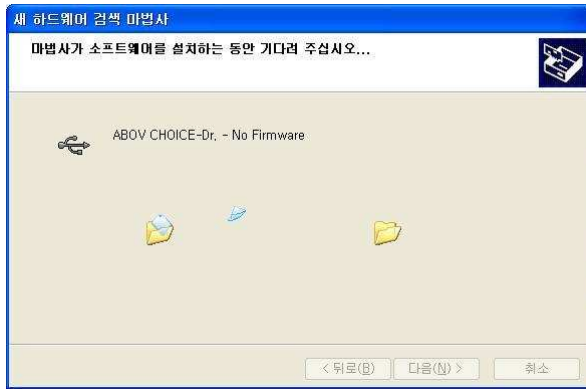 새 하드웨어 검색 마법사
마법사가 소프트웨어를 설치하는 동안 기다려 주십시오...
ABOV CHOICE-Dr. - No Firmware
< 뒤로(B) 다음(N) > 취소